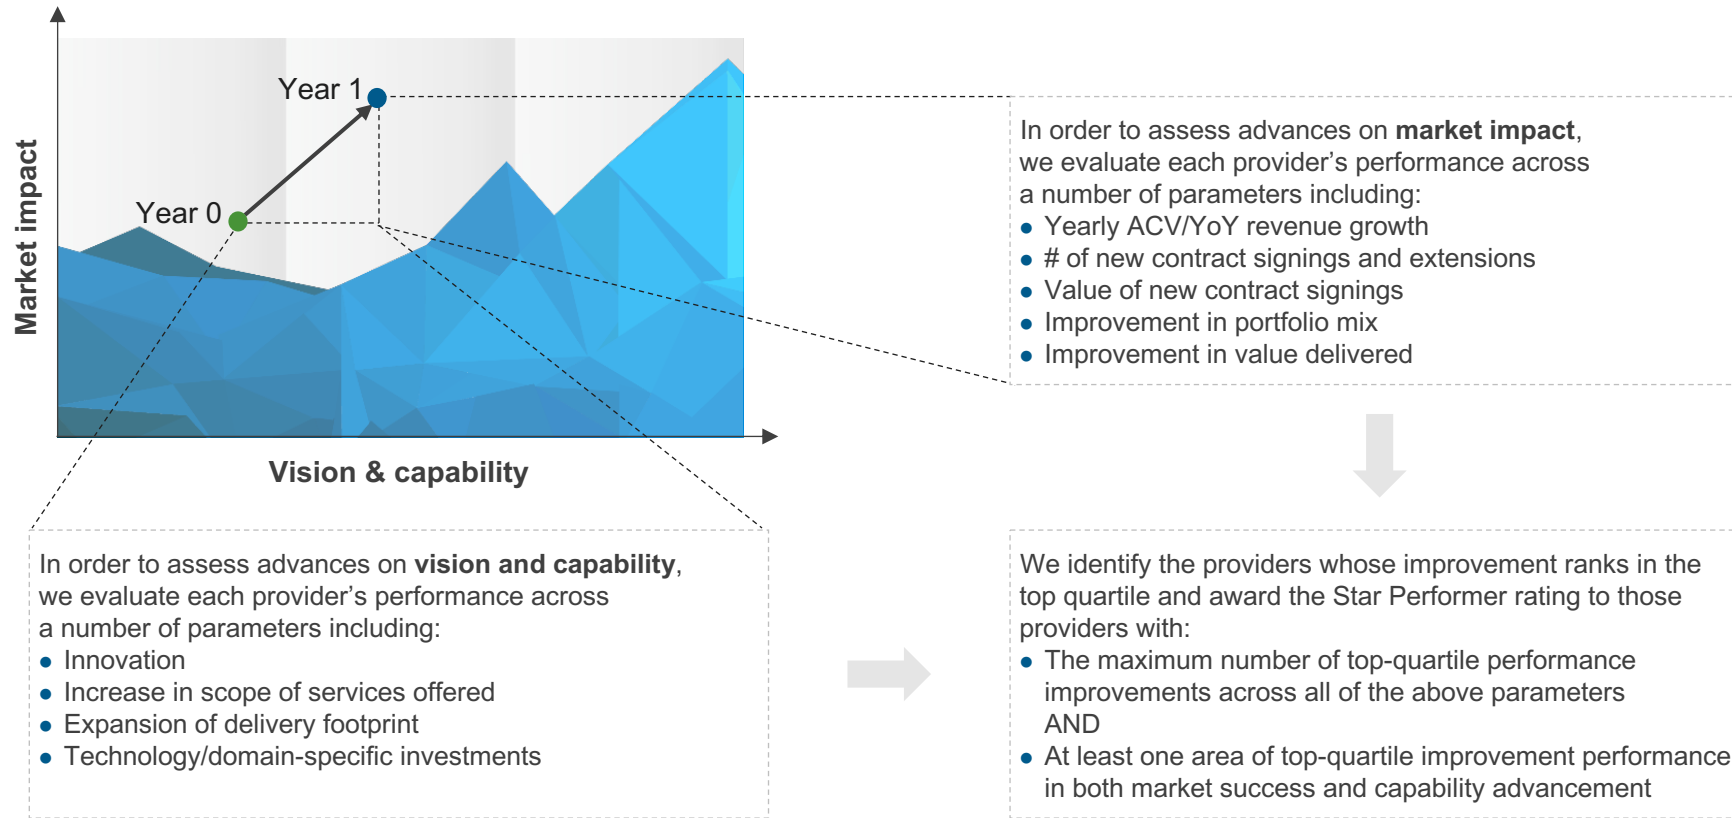 Market impact
Year 1
Year 0
Vision & capability
In order to assess advances on market impact,
we evaluate each provider’s performance across
a number of parameters including:
● Yearly ACV/YoY revenue growth
● # of new contract signings and extensions
● Value of new contract signings
● Improvement in portfolio mix
● Improvement in value delivered
In order to assess advances on vision and capability,
we evaluate each provider’s performance across
a number of parameters including:
● Innovation
● Increase in scope of services offered
● Expansion of delivery footprint
● Technology/domain-specific investments
We identify the providers whose improvement ranks in the
top quartile and award the Star Performer rating to those
providers with:
● The maximum number of top-quartile performance
improvements across all of the above parameters
AND
● At least one area of top-quartile improvement performance
in both market success and capability advancement